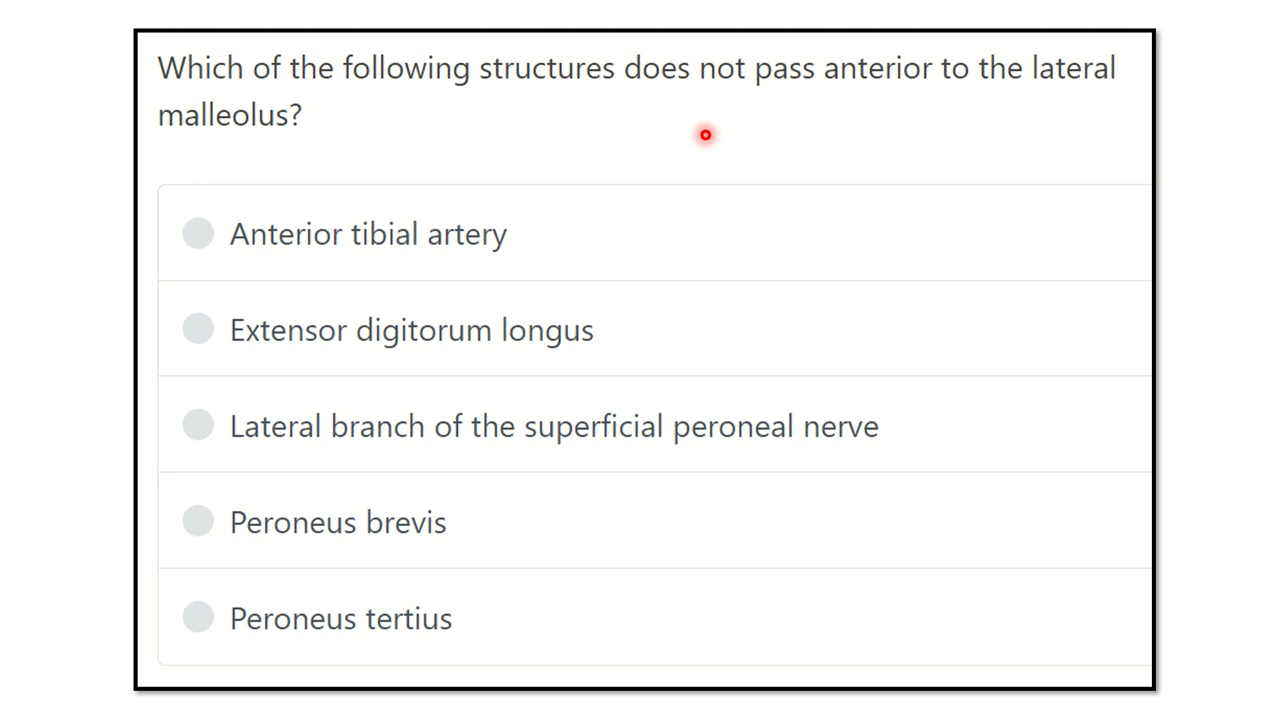 Which of the following structures does not pass anterior to the lateral
malleolus?
Anterior tibial artery
Extensor digitorum longus
Lateral branch of the superficial peroneal nerve
Peroneus brevis
Peroneus tertius